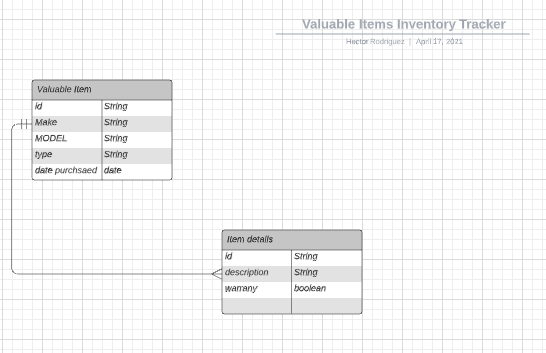 Valuable Items Inventory Tracker
Hector Rodriguez | April 17, 2021
Valuable Item
id String
Make String
MODEL String
type String
date purchsaed date
Item details
id String
description String
warrany boolean